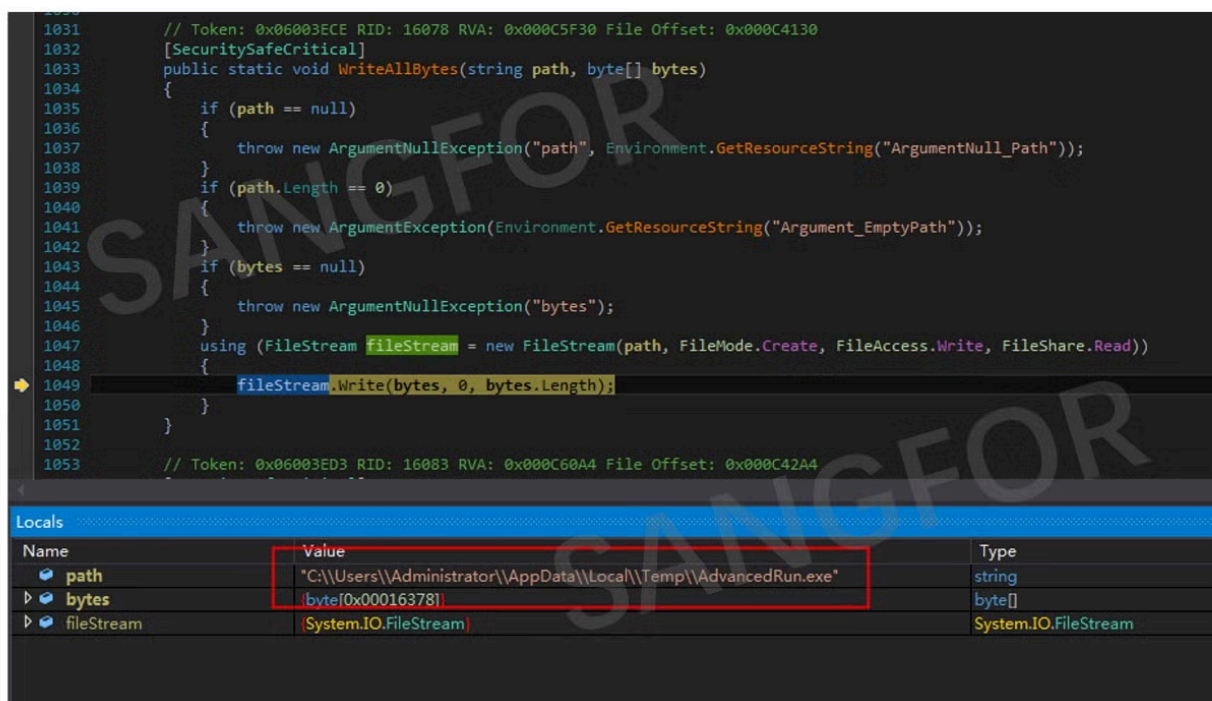 1031 // Token: 0x06003ECE RID: 16078 RVA: 0x000C5F30 File Offset: 0x000C4130
1032 [SecuritySafeCritical]
1033 public static void WriteAllBytes(string path, byte[] bytes)
1034 {
1035 if (path == null)
1036 {
1037 throw new ArgumentNullException("path", Environment.GetResourceString("ArgumentNull_Path"));
1038 }
1039 if (path.Length == 0)
1040 {
1041 throw new ArgumentException(Environment.GetResourceString("Argument_EmptyPath"));
1042 }
1043 if (bytes == null)
1044 {
1045 throw new ArgumentNullException("bytes");
1046 }
1047 using (FileStream fileStream = new FileStream(path, FileMode.Create, FileAccess.Write, FileShare.Read))
1048 {
1049 fileStream.Write(bytes, 0, bytes.Length);
1050 }
1051 }
1052
1053 // Token: 0x06003ED3 RID: 16083 RVA: 0x000C60A4 File Offset: 0x000C42A4
SANGFOR
SANGFOR
Locals
Name Value Type
path "C:\\Users\\Administrator\\AppData\\Local\\Temp\\AdvancedRun.exe" string
bytes {byte[0x00016378]} byte[]
fileStream {System.IO.FileStream} System.IO.FileStream